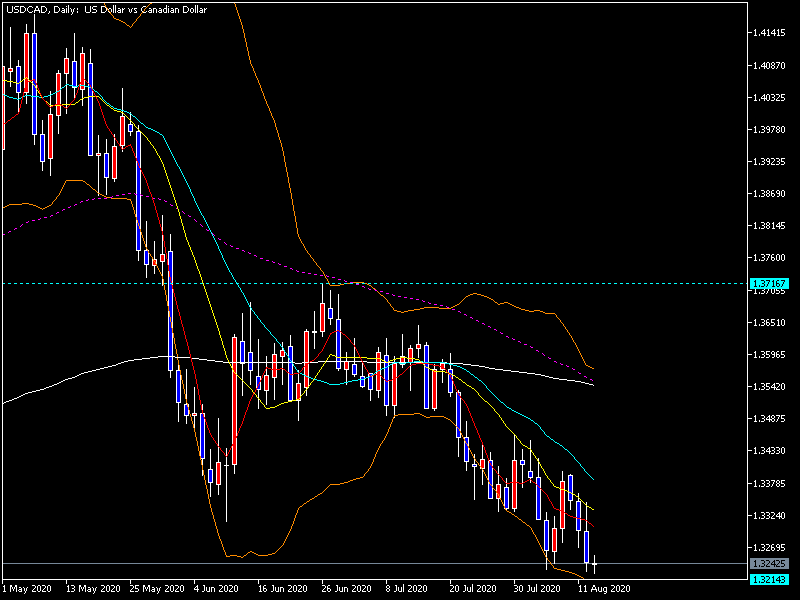 USDCAD, Daily: US Dollar vs Canadian Dollar
1.41415
1.40870
1.40325
1.39780
1.39235
1.38690
1.38145
1.37600
1.37167
1.37055
1.36510
1.35965
1.35420
1.34875
1.34330
1.33785
1.33240
1.32695
1.32425
1.32143
1 May 2020
13 May 2020
25 May 2020
4 Jun 2020
16 Jun 2020
26 Jun 2020
8 Jul 2020
20 Jul 2020
30 Jul 2020
11 Aug 2020